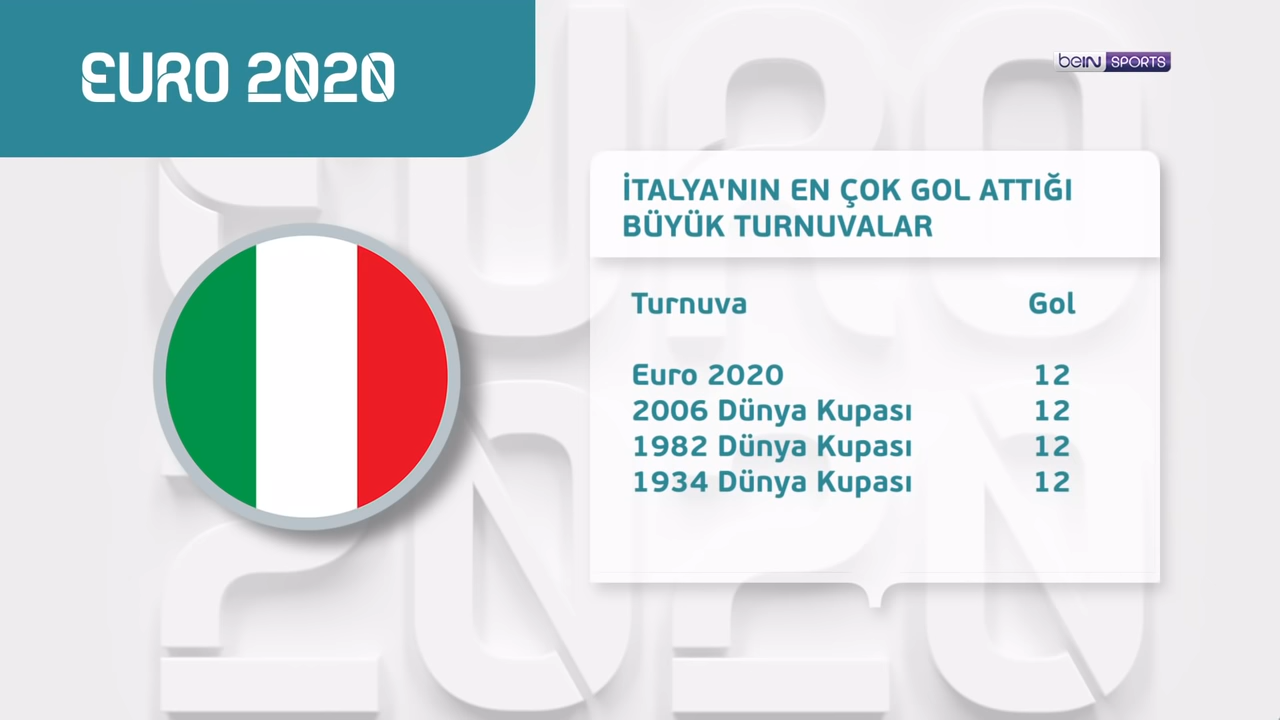 EURO 2020
beIN SPORTS
İTALYA'NIN EN ÇOK GOL ATTIĞI
BÜYÜK TURNUVALAR
Turnuva Gol
Euro 2020 12
2006 Dünya Kupası 12
1982 Dünya Kupası 12
1934 Dünya Kupası 12